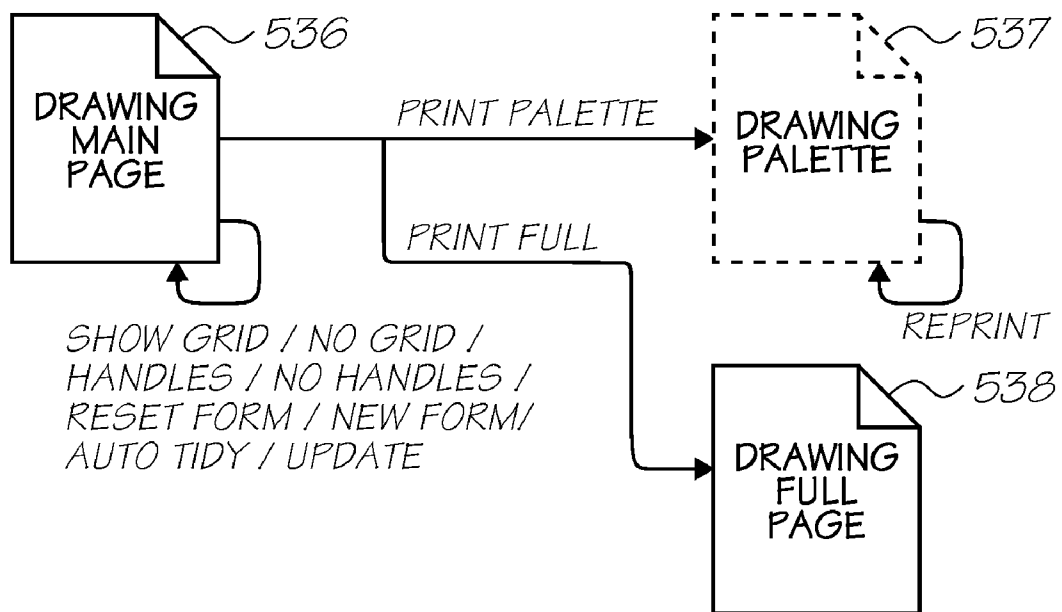 536
DRAWING
MAIN
PAGE
PRINT PALETTE
537
DRAWING
PALETTE
PRINT FULL
REPRINT
SHOW GRID / NO GRID /
HANDLES / NO HANDLES /
RESET FORM / NEW FORM/
AUTO TIDY / UPDATE
538
DRAWING
FULL
PAGE